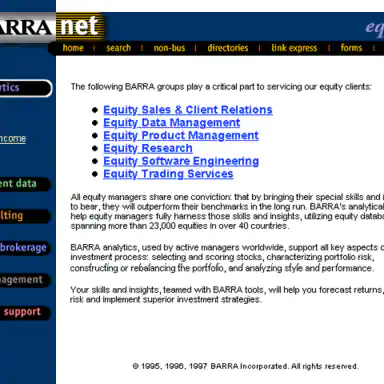 ARRA net
home | search | non-bus | directories | link express | forms
The following BARRA groups play a critical part to servicing our equity clients:
Equity Sales & Client Relations
Equity Data Management
Equity Product Management
Equity Research
Equity Software Engineering
Equity Trading Services
All equity managers share one conviction: that by bringing their special skills and i
to bear, they will outperform their benchmarks in the long run. BARRA's analytical
help equity managers fully harness those skills and insights, utilizing equity datab
spanning more than 23,000 equities in over 40 countries.
BARRA analytics, used by active managers worldwide, support all key aspects o
investment process: selecting and scoring stocks, characterizing portfolio risk,
constructing or rebalancing the portfolio, and analyzing style and performance.
Your skills and insights, teamed with BARRA tools, will help you forecast returns,
risk and implement superior investment strategies.
© 1995, 1996, 1997 BARRA Incorporated. All rights reserved.
equ
ytics
ncome
ent data
lting
brokerage
nagement
support